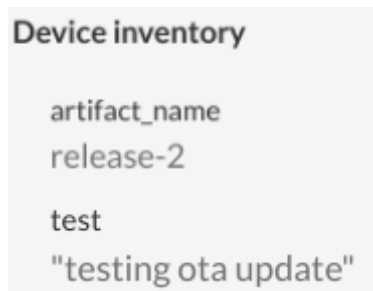 Device inventory
artifact_name
release-2
test
"testing ota update"